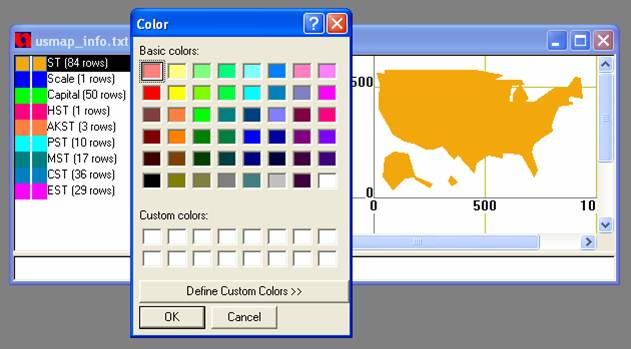 usmap_info.txt
ST (84 rows)
Scale (1 rows)
Capital (50 rows)
HST (1 rows)
AKST (3 rows)
PST (10 rows)
MST (17 rows)
CST (36 rows)
EST (29 rows)
Color
Basic colors:
Custom colors:
Define Custom Colors >>
OK
Cancel
500
0
0
500
10